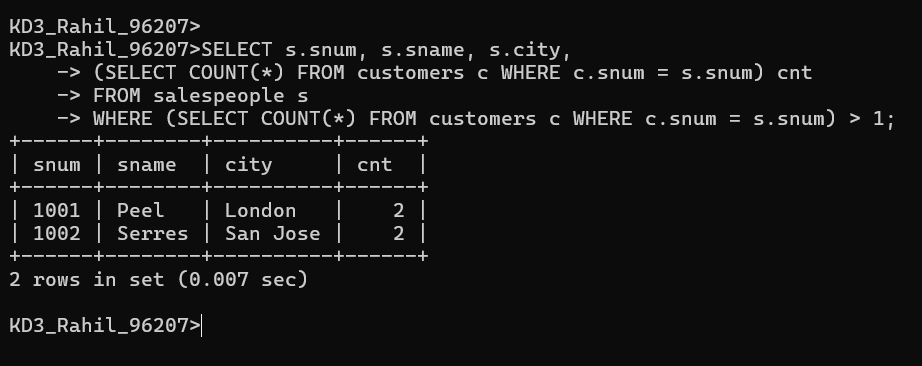 KD3_Rahil_96207>
KD3_Rahil_96207>SELECT s.snum, s.sname, s.city,
    -> (SELECT COUNT(*) FROM customers c WHERE c.snum = s.snum) cnt
    -> FROM salespeople s
    -> WHERE (SELECT COUNT(*) FROM customers c WHERE c.snum = s.snum) > 1;
+------+--------+----------+------+
| snum | sname  | city     | cnt  |
+------+--------+----------+------+
| 1001 | Peel   | London   |    2 |
| 1002 | Serres | San Jose |    2 |
+------+--------+----------+------+
2 rows in set (0.007 sec)

KD3_Rahil_96207>